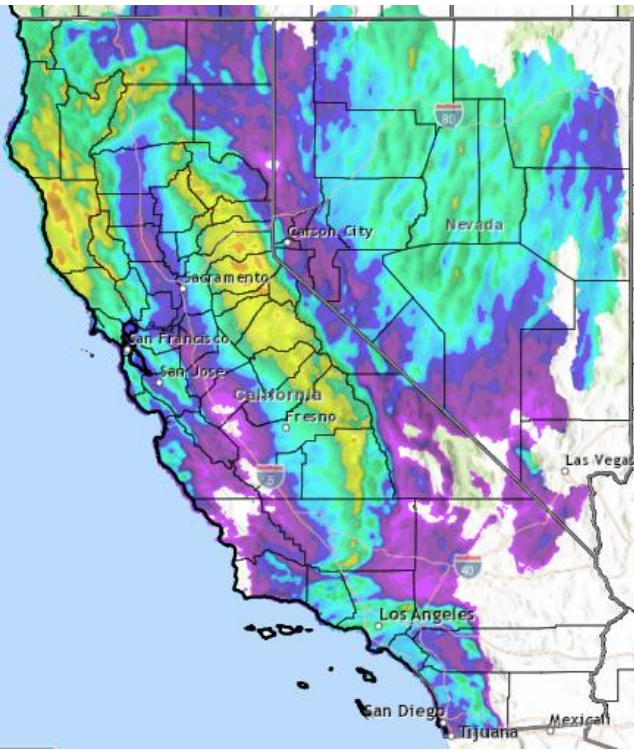 80
Nevada
Carson City
Sacramento
San Francisco
San Jose
California
Fresno
5
Las Vegas
40
Los Angeles
San Diego
Tijuana
Mexicali